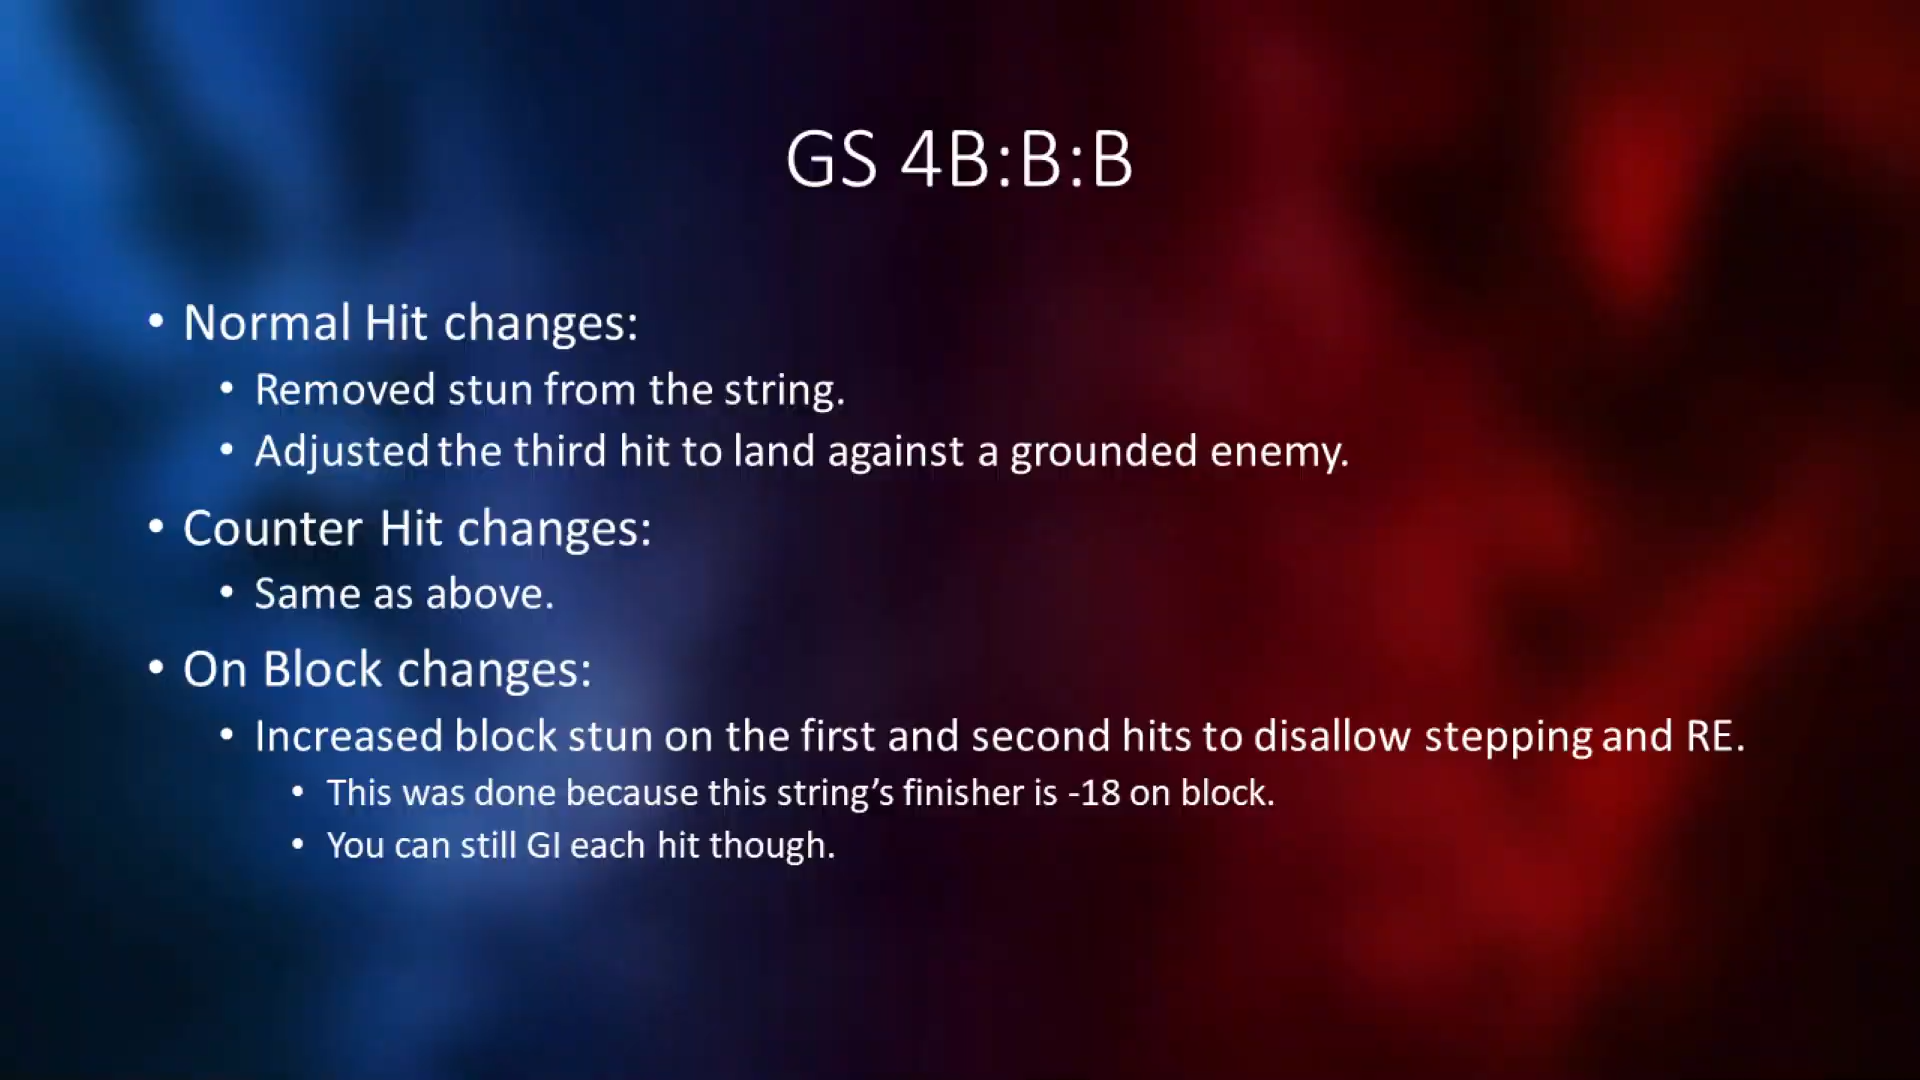 GS 4B:B:B
• Normal Hit changes:
• Removed stun from the string.
• Adjusted the third hit to land against a grounded enemy.
• Counter Hit changes:
• Same as above.
• On Block changes:
• Increased block stun on the first and second hits to disallow stepping and RE.
• This was done because this string’s finisher is -18 on block.
• You can still GI each hit though.